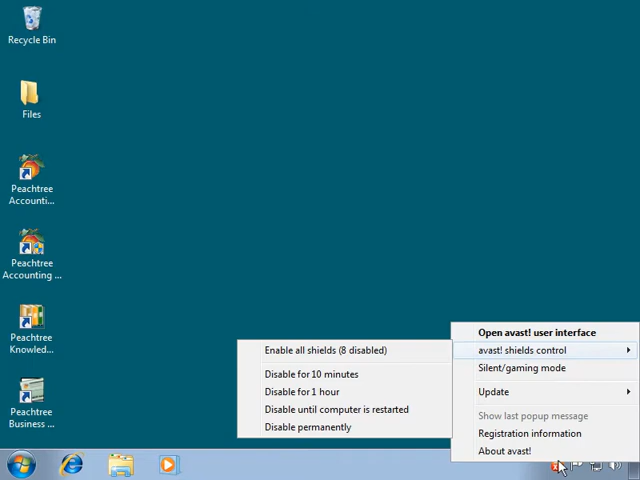 Recycle Bin
Files
Peachtree
Accounti...
Peachtree
Accounting ...
Peachtree
Knowled...
Peachtree
Business ...
Enable all shields (8 disabled)
Disable for 10 minutes
Disable for 1 hour
Disable until computer is restarted
Disable permanently
Open avast! user interface
avast! shields control
Silent/gaming mode
Update
Show last popup message
Registration information
About avast!